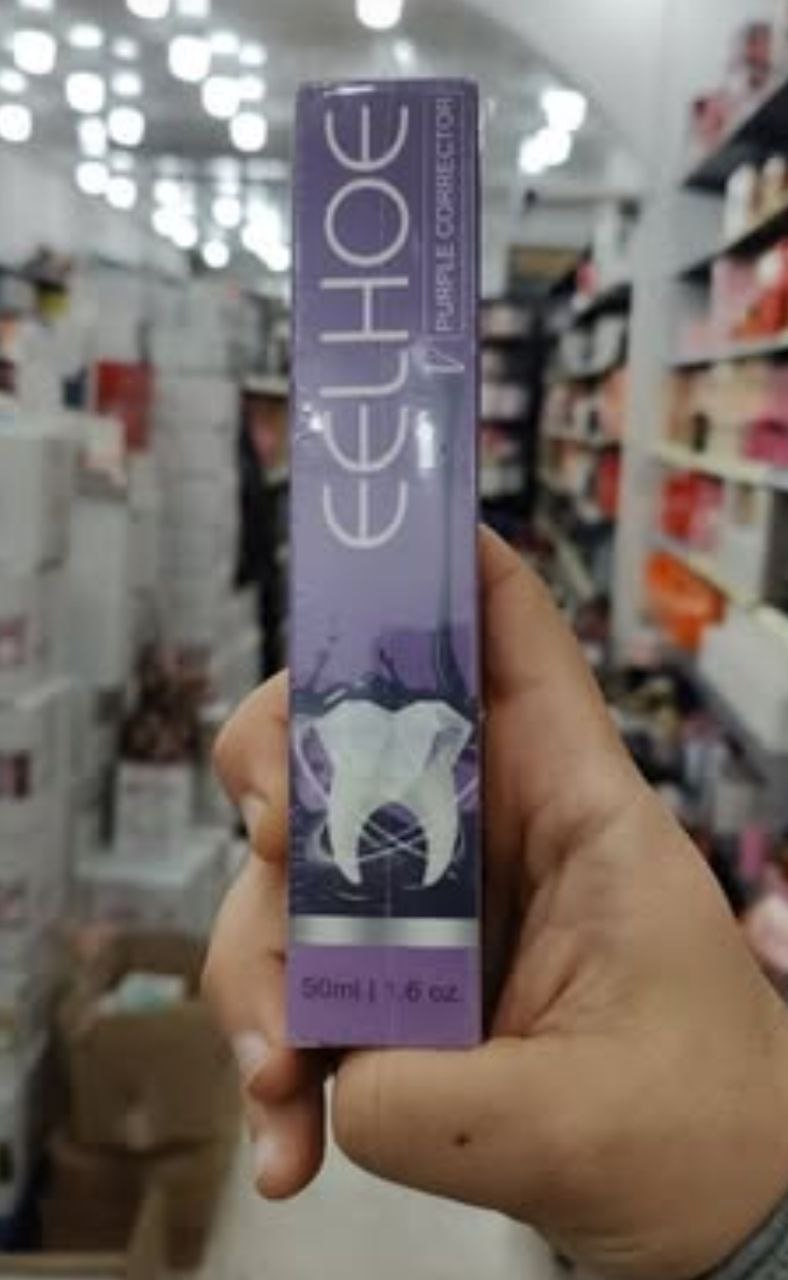 EELHOE
PURPLE CORRECTOR
50ml | 1.6 oz.